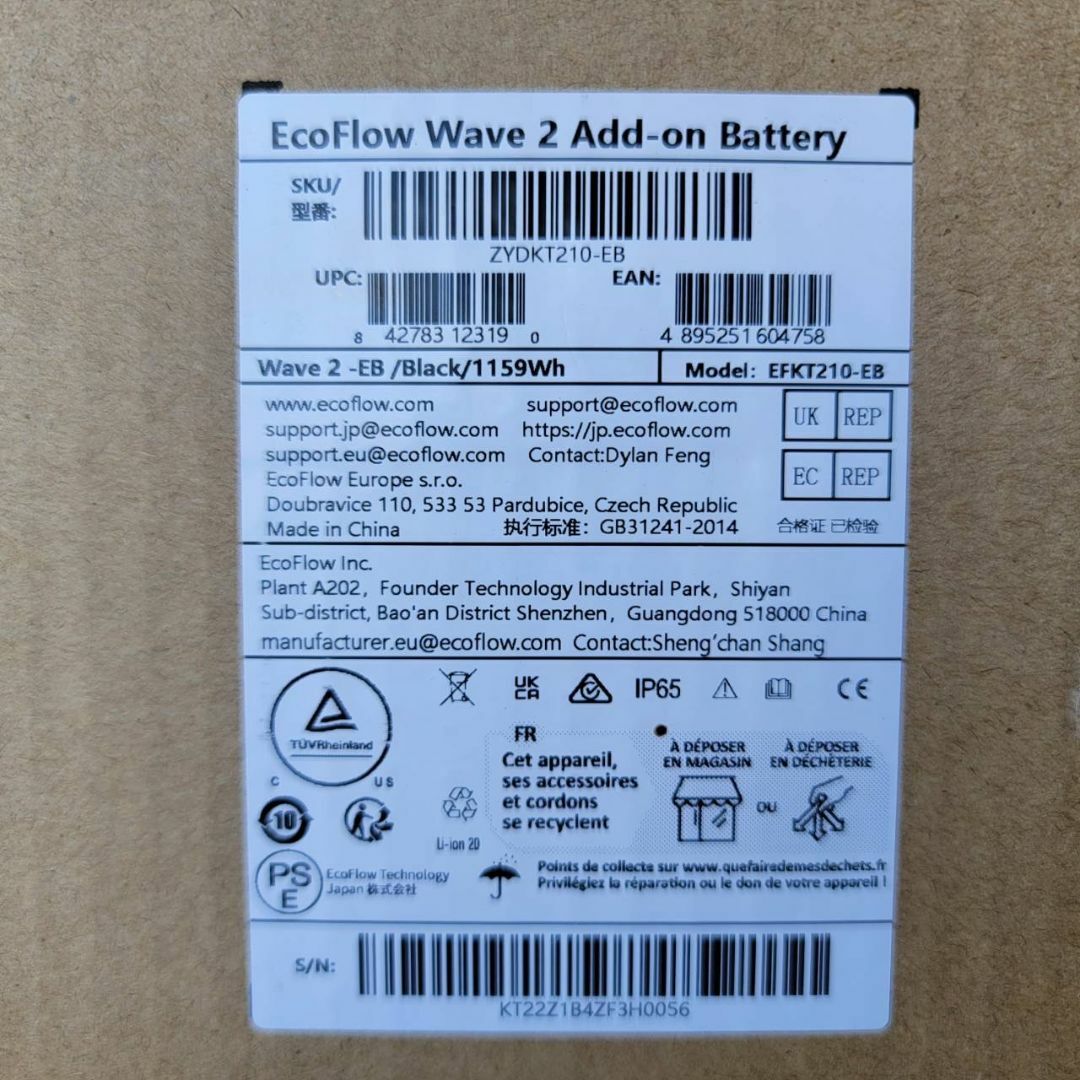 EcoFlow Wave 2 Add-on Battery
SKU/
型番:
ZYDKT210-EB
UPC:
8 42783 12319 0
EAN:
4 895251 604758
Wave 2 -EB /Black/1159Wh
Model: EFKT210-EB
www.ecoflow.com support@ecoflow.com
support.jp@ecoflow.com https://jp.ecoflow.com
support.eu@ecoflow.com Contact:Dylan Feng
EcoFlow Europe s.r.o.
Doubravice 110, 533 53 Pardubice, Czech Republic
Made in China 执行标准: GB31241-2014
UK REP
EC REP
合格证 已检验
EcoFlow Inc.
Plant A202, Founder Technology Industrial Park, Shiyan
Sub-district, Bao'an District Shenzhen, Guangdong 518000 China
manufacturer.eu@ecoflow.com Contact:Sheng'chan Shang
TÜVRheinland
C US
UK
CA
IP65
CE
FR
Cet appareil,
ses accessoires
et cordons
se recyclent
À DÉPOSER
EN MAGASIN
OU
À DÉPOSER
EN DÉCHÈTERIE
10
Li-ion 20
PS
E
EcoFlow Technology
Japan 株式会社
Points de collecte sur www.quefairedemesdechets.fr
Privilégiez la réparation ou le don de votre appareil !
S/N:
KT22Z1B4ZF3H0056